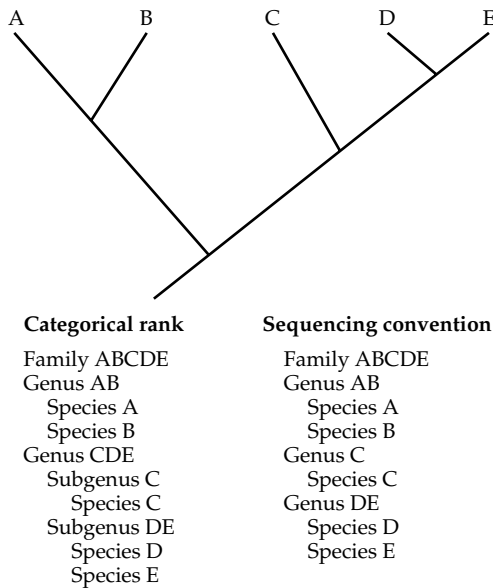 A B C D E
Categorical rank
Family ABCDE
Genus AB
Species A
Species B
Genus CDE
Subgenus C
Species C
Subgenus DE
Species D
Species E
Sequencing convention
Family ABCDE
Genus AB
Species A
Species B
Genus C
Species C
Genus DE
Species D
Species E